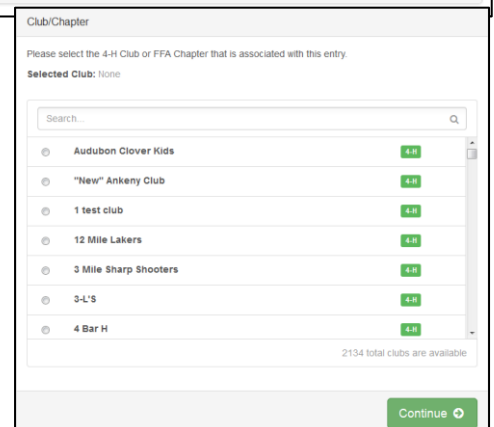 Club/Chapter
Please select the 4-H Club or FFA Chapter that is associated with this entry.
Selected Club: None
Search...
Audubon Clover Kids 4-H
"New" Ankeny Club 4-H
1 test club 4-H
12 Mile Lakers 4-H
3 Mile Sharp Shooters 4-H
3-L'S 4-H
4 Bar H 4-H
2134 total clubs are available
Continue